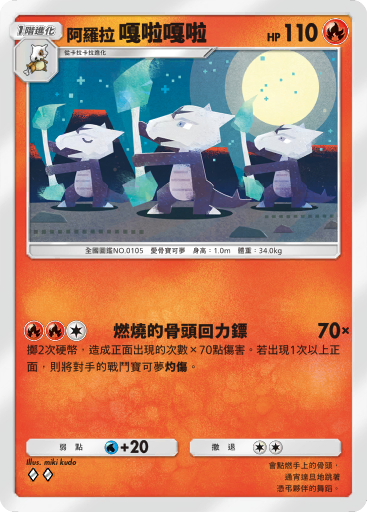 1階進化
阿羅拉 嘎啦嘎啦
HP 110
從卡拉卡拉進化
全國圖鑑NO.0105 愛骨寶可夢 身高：1.0m 體重：34.0kg
燃燒的骨頭回力鏢 70×
擲2次硬幣，造成正面出現的次數×70點傷害。若出現1次以上正
面，則將對手的戰鬥寶可夢灼傷。
弱點 +20
撤退
Illus. miki kudo
會點燃手上的骨頭，
通宵達旦地跳著
憑弔夥伴的舞蹈。